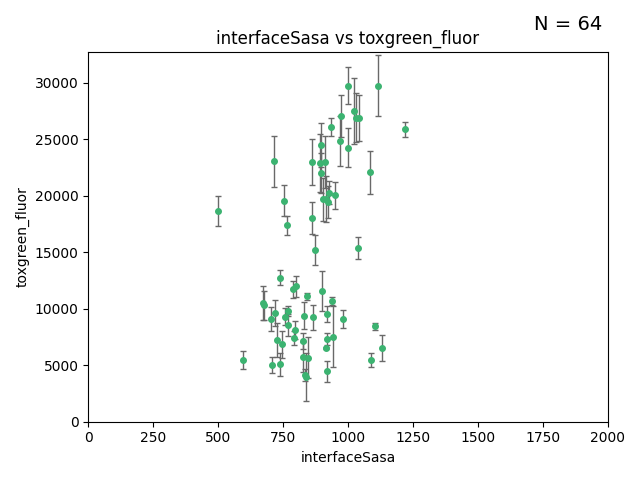 N = 64
interfaceSasa vs toxgreen_fluor
toxgreen_fluor
30000
25000
20000
15000
10000
5000
0
0 250 500 750 1000 1250 1500 1750 2000
interfaceSasa